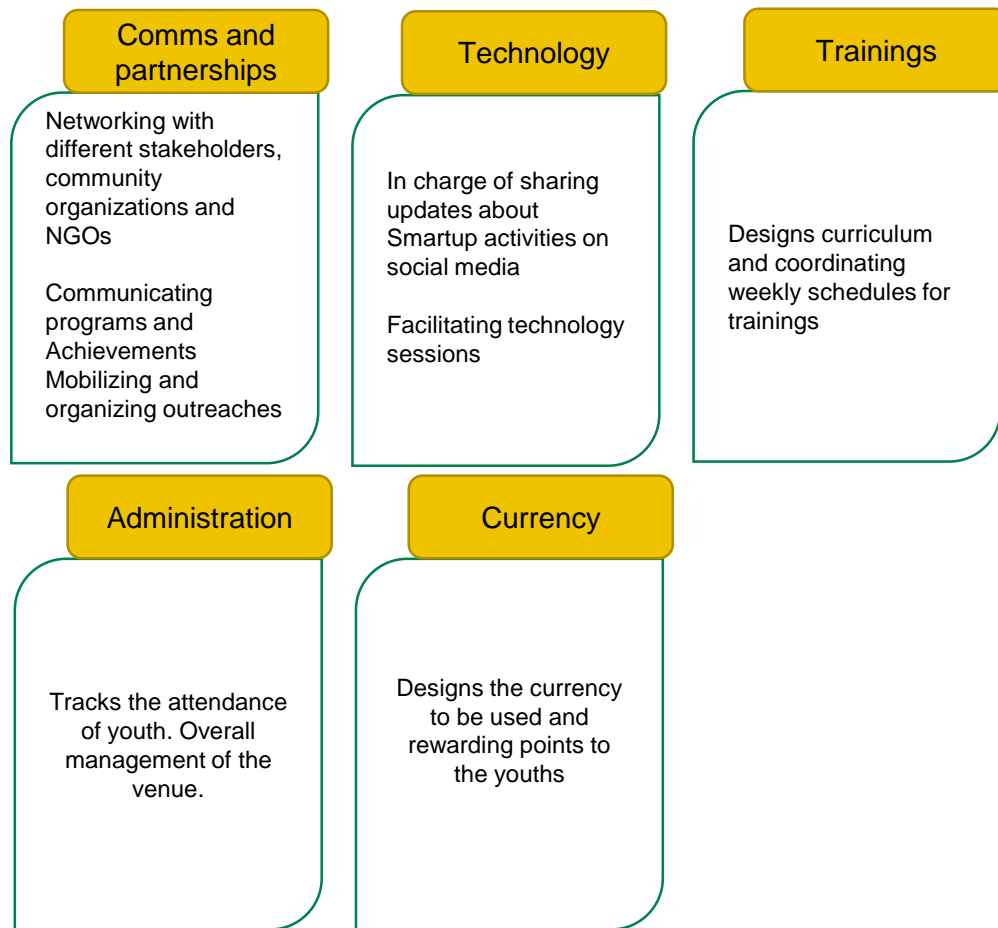 Comms and
partnerships
Networking with
different stakeholders,
community
organizations and
NGOs
Communicating
programs and
Achievements
Mobilizing and
organizing outreaches
Technology
In charge of sharing
updates about
Smartup activities on
social media
Facilitating technology
sessions
Trainings
Designs curriculum
and coordinating
weekly schedules for
trainings
Administration
Tracks the attendance
of youth. Overall
management of the
venue.
Currency
Designs the currency
to be used and
rewarding points to
the youths